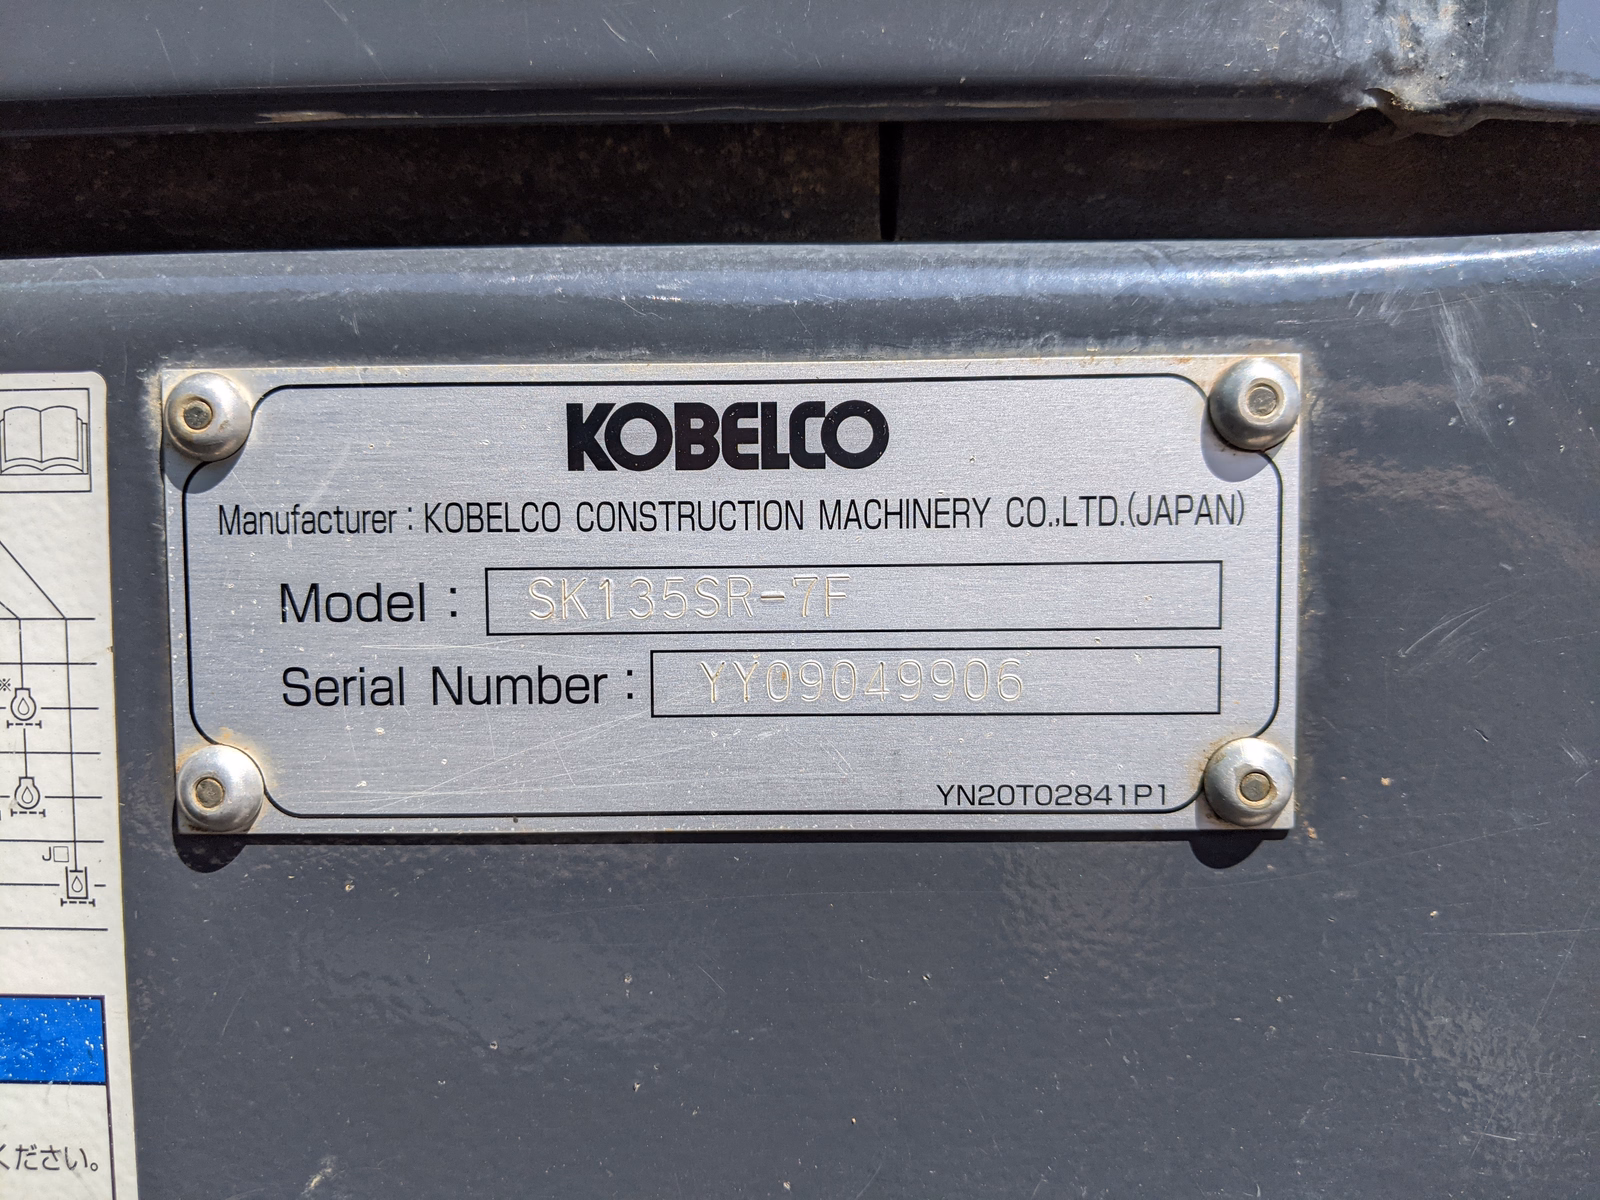 KOBELCO
Manufacturer : KOBELCO CONSTRUCTION MACHINERY CO.,LTD.(JAPAN)
Model : SK135SR-7F
Serial Number : YY09049906
YN20T02841P1
※
J□
ください。